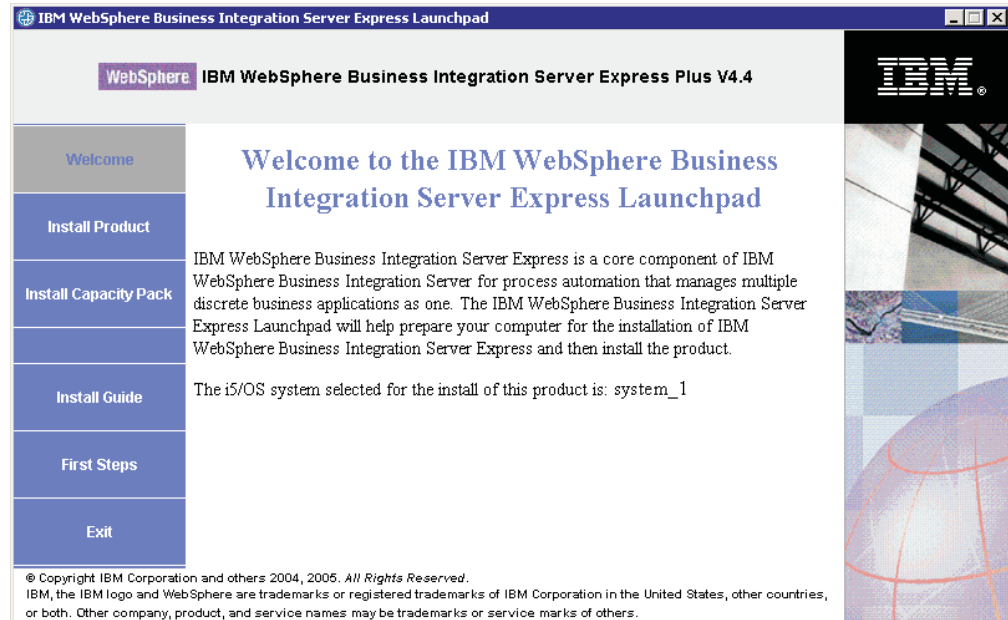 IBM WebSphere Business Integration Server Express Launchpad
WebSphere. IBM WebSphere Business Integration Server Express Plus V4.4
IBM®
Welcome
Install Product
Install Capacity Pack
Install Guide
First Steps
Exit
Welcome to the IBM WebSphere Business
Integration Server Express Launchpad
IBM WebSphere Business Integration Server Express is a core component of IBM
WebSphere Business Integration Server for process automation that manages multiple
discrete business applications as one. The IBM WebSphere Business Integration Server
Express Launchpad will help prepare your computer for the installation of IBM
WebSphere Business Integration Server Express and then install the product.
The i5/OS system selected for the install of this product is: system_1
© Copyright IBM Corporation and others 2004, 2005. All Rights Reserved.
IBM, the IBM logo and WebSphere are trademarks or registered trademarks of IBM Corporation in the United States, other countries,
or both. Other company, product, and service names may be trademarks or service marks of others.